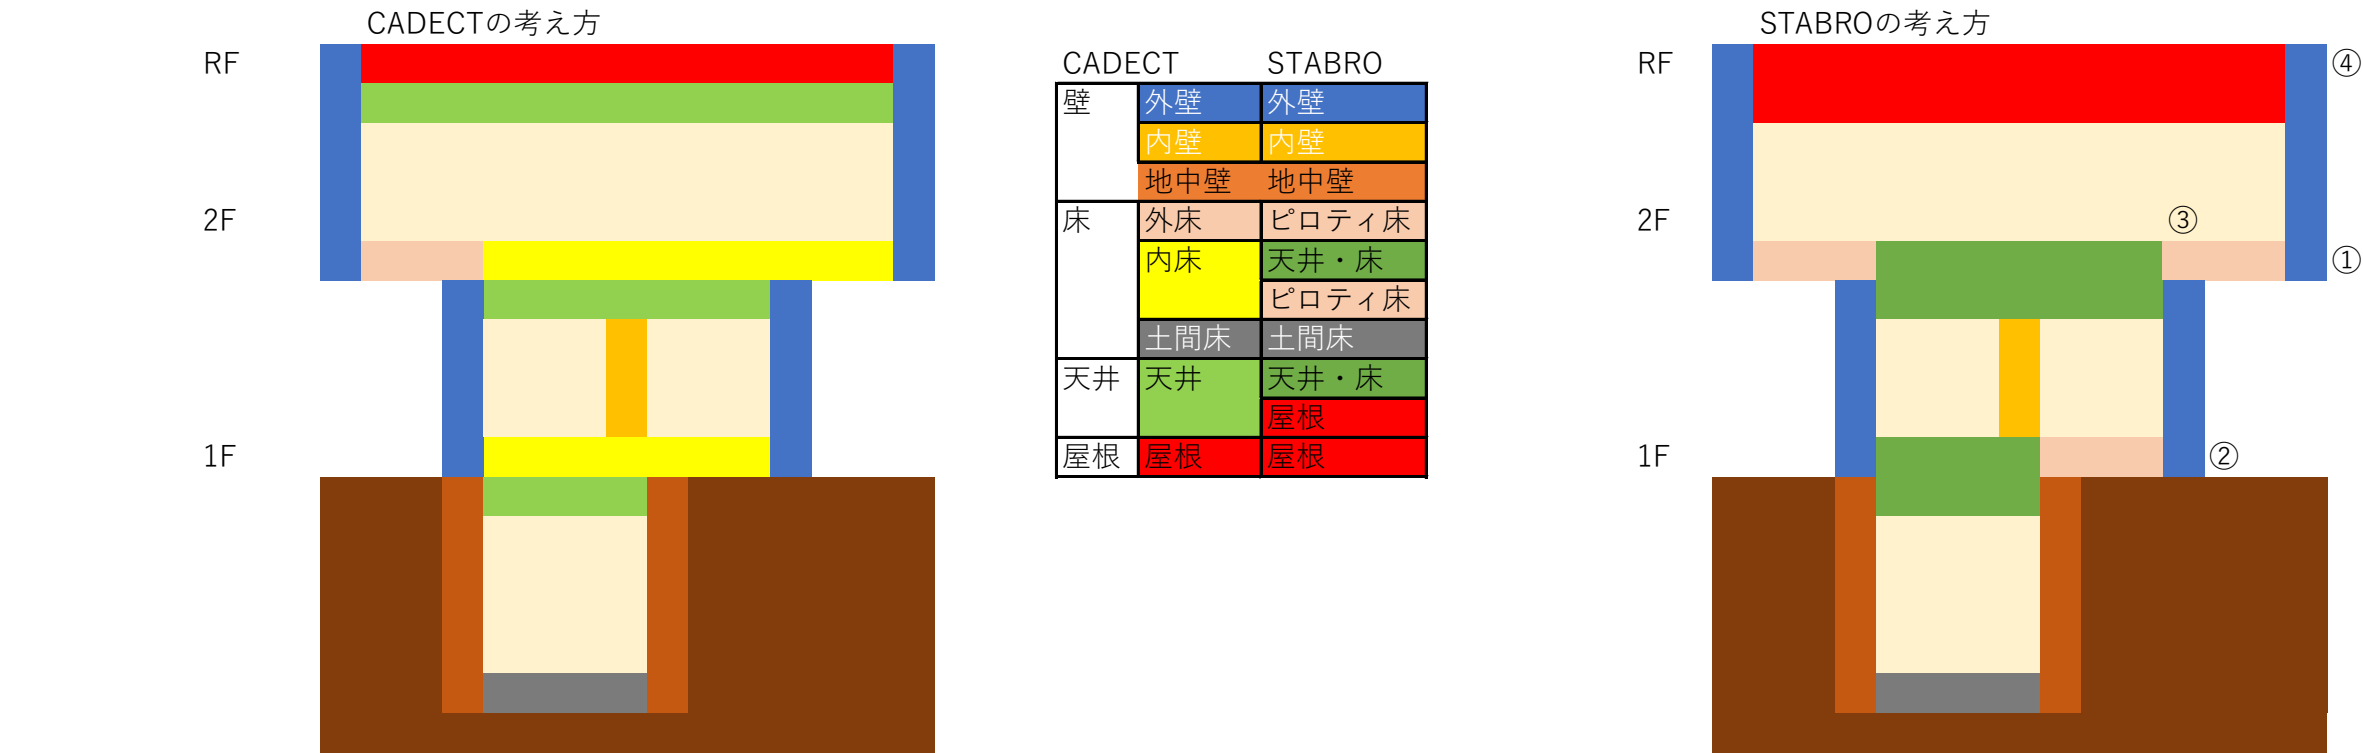 CADECTの考え方
RF
2F
1F
CADECT STABRO
壁 外壁 外壁
内壁 内壁
地中壁 地中壁
床 外床 ピロティ床
内床 天井・床
ピロティ床
土間床 土間床
天井 天井 天井・床
屋根
屋根 屋根 屋根
STABROの考え方
RF ④
2F ③
①
1F ②